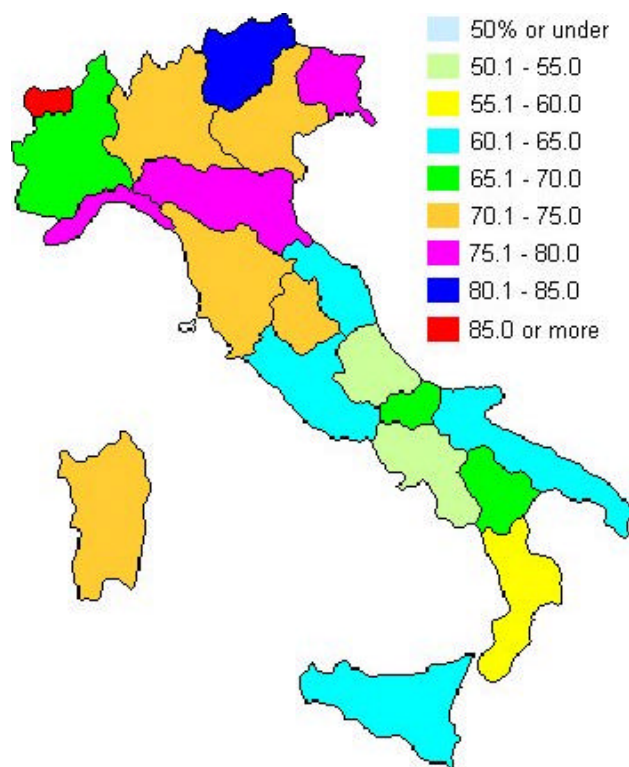 50% or under
50.1 - 55.0
55.1 - 60.0
60.1 - 65.0
65.1 - 70.0
70.1 - 75.0
75.1 - 80.0
80.1 - 85.0
85.0 or more